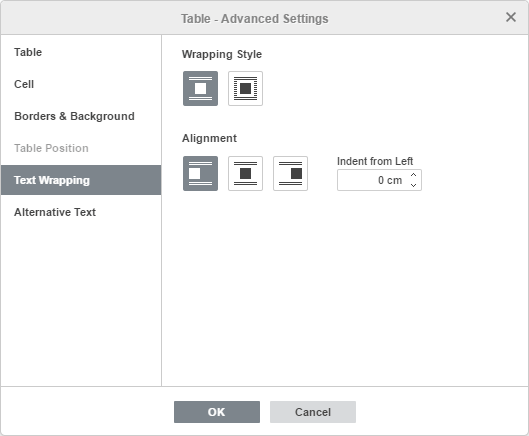 Table - Advanced Settings
Table
Cell
Borders & Background
Table Position
Text Wrapping
Alternative Text
Wrapping Style
Alignment
Indent from Left
0 cm
OK
Cancel